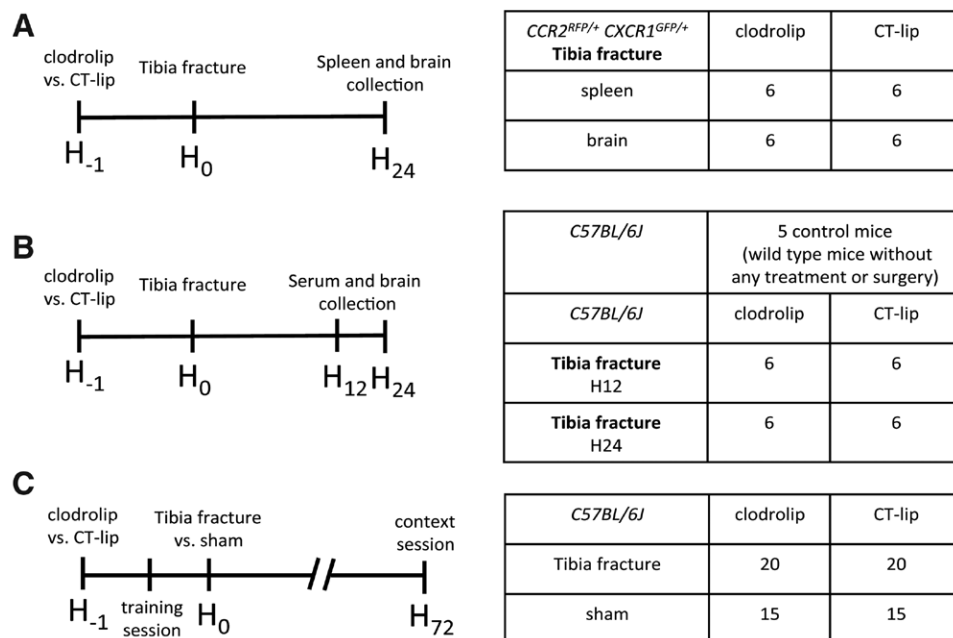 A
clodrolip
vs. CT-lip
Tibia fracture
Spleen and brain
collection
H-1
H0
H24
CCR2RFP/+ CXCR1GFP/+
Tibia fracture
clodrolip
CT-lip
spleen
6
6
brain
6
6
B
clodrolip
vs. CT-lip
Tibia fracture
Serum and brain
collection
H-1
H0
H12
H24
C57BL/6J
5 control mice
(wild type mice without
any treatment or surgery)
C57BL/6J
clodrolip
CT-lip
Tibia fracture
H12
6
6
Tibia fracture
H24
6
6
C
clodrolip
vs. CT-lip
Tibia fracture
vs. sham
context
session
H-1
training
session
H0
H72
C57BL/6J
clodrolip
CT-lip
Tibia fracture
20
20
sham
15
15